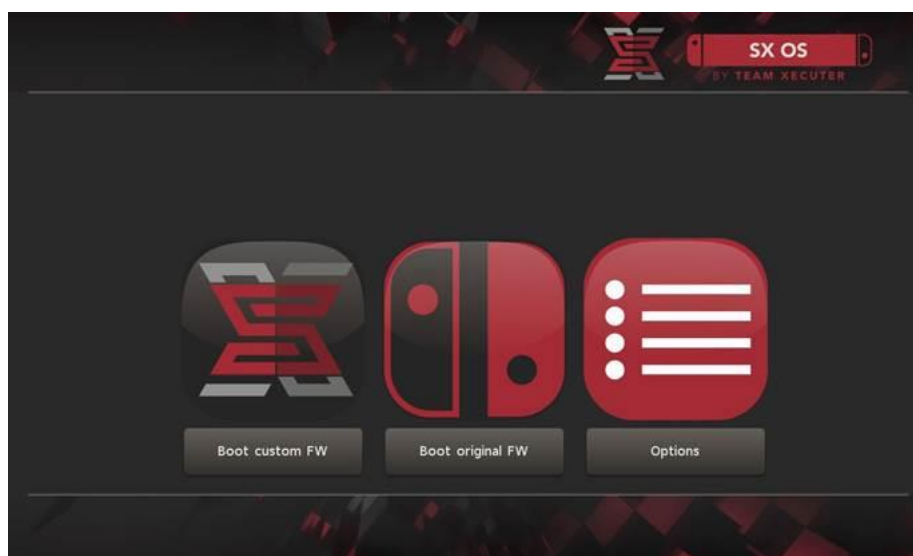 SX OS
BY TEAM XECUTER
Boot custom FW
Boot original FW
Options